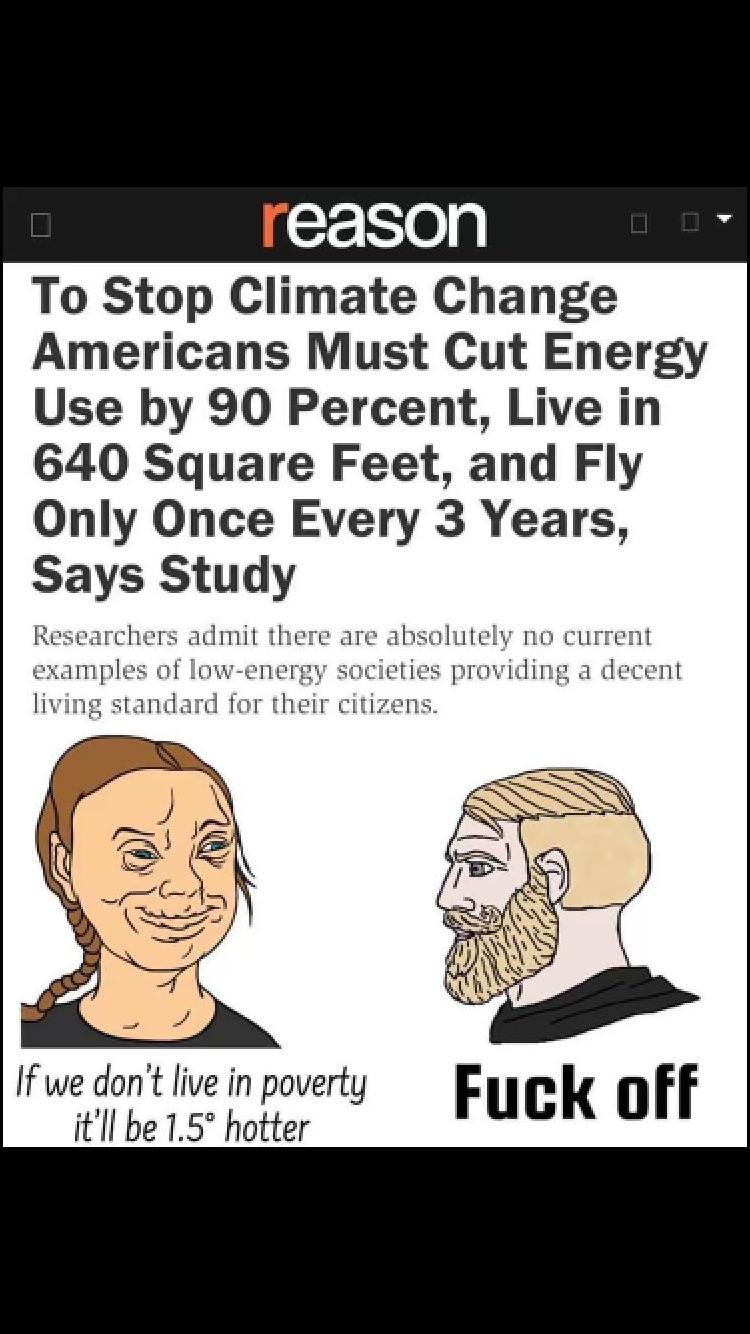 reason
To Stop Climate Change
Americans Must Cut Energy
Use by 90 Percent, Live in
640 Square Feet, and Fly
Only Once Every 3 Years,
Says Study
Researchers admit there are absolutely no current
examples of low-energy societies providing a decent
living standard for their citizens.
If we don't live in poverty
it'll be 1.5° hotter
Fuck off